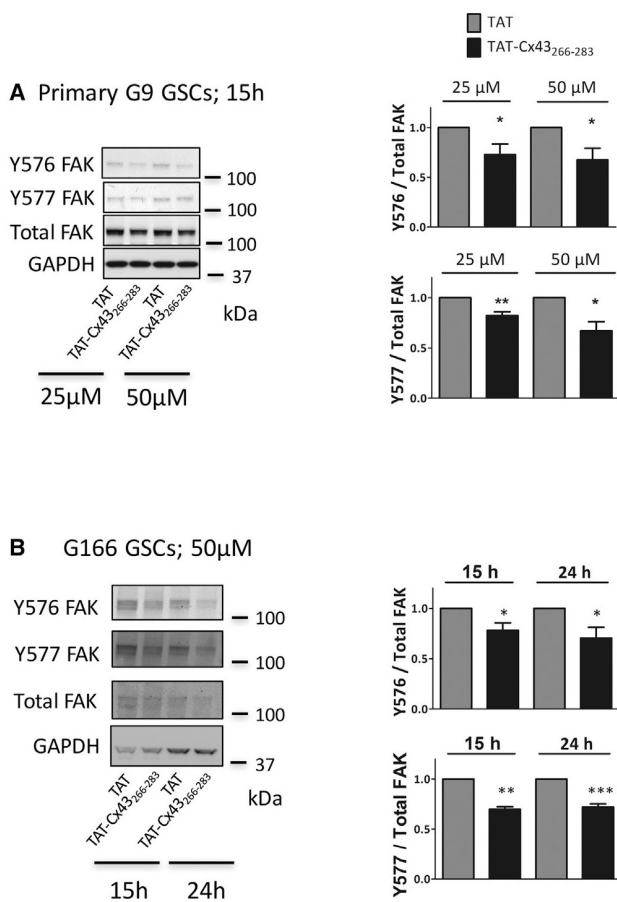 TAT
TAT-Cx43266-283
A Primary G9 GSCs; 15h
Y576 FAK
100
Y577 FAK
100
Total FAK
100
GAPDH
37
TAT
TAT-Cx43266-283
TAT
TAT-Cx43266-283
kDa
25µM
50µM
25 µM
50 µM
Y576 / Total FAK
1.0
0.5
0.0
*
*
25 µM
50 µM
Y577 / Total FAK
1.0
0.5
0.0
**
*
B G166 GSCs; 50µM
Y576 FAK
100
Y577 FAK
100
Total FAK
100
GAPDH
37
TAT
TAT-Cx43266-283
TAT
TAT-Cx43266-283
kDa
15h
24h
15 h
24 h
Y576 / Total FAK
1.0
0.5
0.0
*
*
15 h
24 h
Y577 / Total FAK
1.0
0.5
0.0
**
***